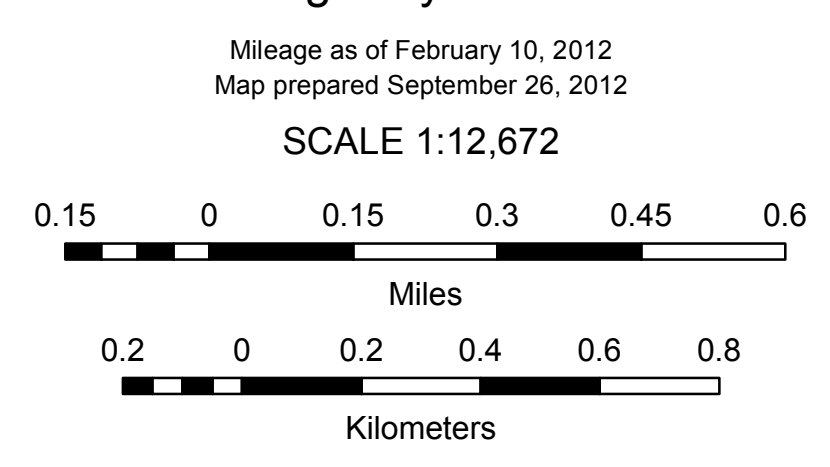 Mileage as of February 10, 2012
Map prepared September 26, 2012
SCALE 1:12,672
0.15 0 0.15 0.3 0.45 0.6
Miles
0.2 0 0.2 0.4 0.6 0.8
Kilometers